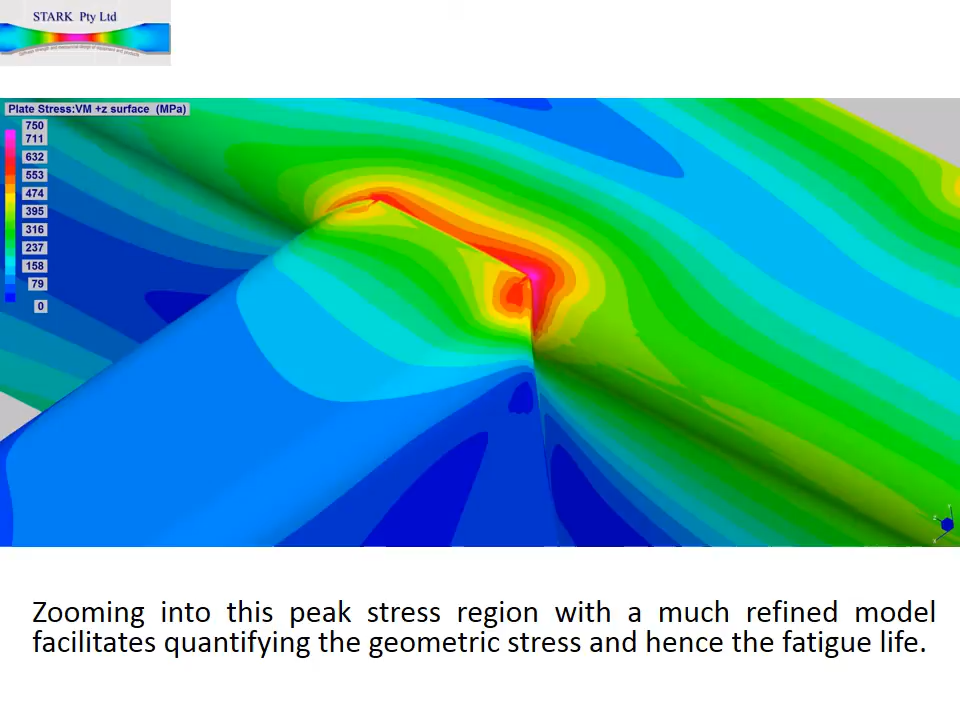 STARK Pty Ltd
Plate Stress:VM +z surface (MPa)
750
711
632
553
474
395
316
237
158
79
0
Zooming into this peak stress region with a much refined model
facilitates quantifying the geometric stress and hence the fatigue life.